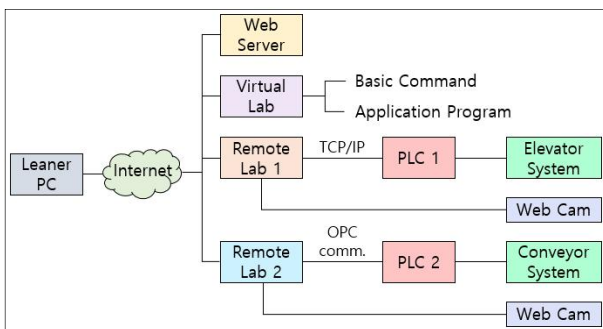 Web
Server
Virtual
Lab
Basic Command
Application Program
Leaner
PC
Internet
Remote
Lab 1
TCP/IP
PLC 1
Elevator
System
Web Cam
Remote
Lab 2
OPC
comm.
PLC 2
Conveyor
System
Web Cam